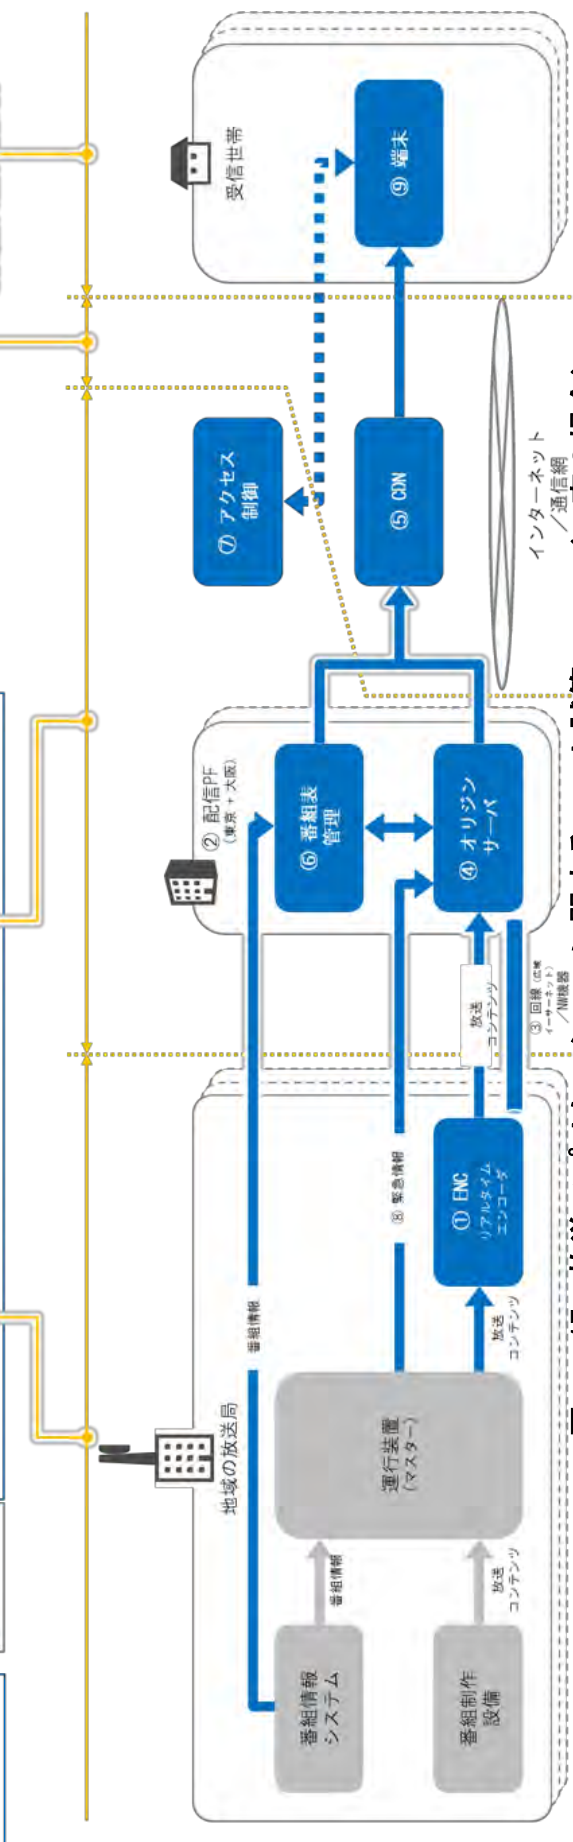 地域の放送局
番組情報
システム
番組制作
設備
番組情報
放送
コンテンツ
運行装置
(マスター)
番組情報
⑧ 緊急情報
放送
コンテンツ
① ENC
リアルタイム
エンコーダ
放送
コンテンツ
③ 回線 (広域
イーサーネット)
／NW機器
② 配信PF
(東京 + 大阪)
⑥ 番組表
管理
④ オリジン
サーバ
⑦ アクセス
制御
⑤ CDN
インターネット
／通信網
受信世帯
⑨ 端末